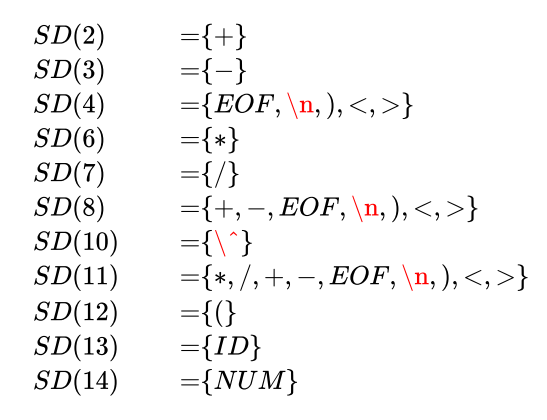 SD(2) ={+}
SD(3) ={−}
SD(4) ={EOF, \n, ), <, >}
SD(6) ={∗}
SD(7) ={/}
SD(8) ={+, −, EOF, \n, ), <, >}
SD(10) ={\^}
SD(11) ={∗, /, +, −, EOF, \n, ), <, >}
SD(12) ={(}
SD(13) ={ID}
SD(14) ={NUM}